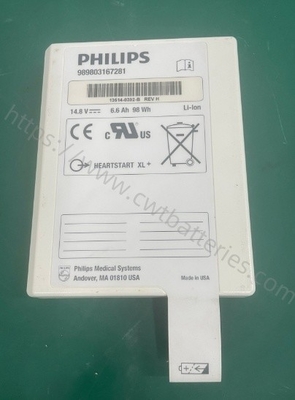 PHILIPS
989803167281
14.8 V 6.6 Ah 98 Wh Li-Ion
CE c UL US
HEARTSTART XL+
Philips Medical Systems
Andover, MA 01810 USA
Made in USA
https://www.cwtbatteries.com